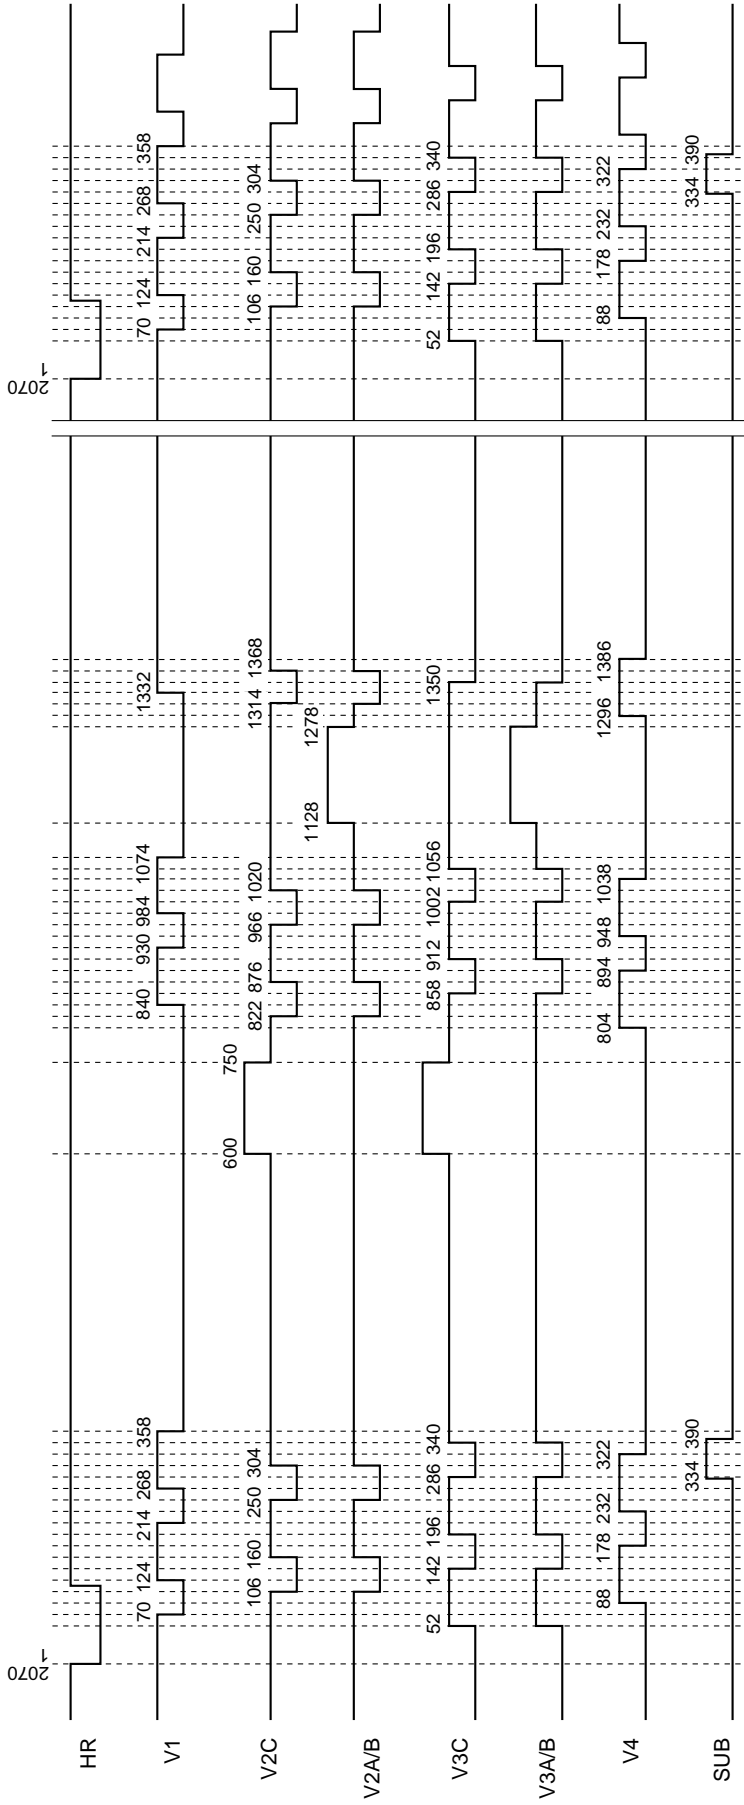 2070 1 2070 1
HR
V1 70 124 214 268 358 840 930 984 1074 1332 70 124 214 268 358
V2C 106 160 250 304 600 750 822 876 966 1020 1314 1368 106 160 250 304
V2A/B 1128 1278
V3C 52 142 196 286 340 858 912 1002 1056 1350 52 142 196 286 340
V3A/B
V4 88 178 232 322 804 894 948 1038 1296 1386 88 178 232 322
SUB 334 390 334 390